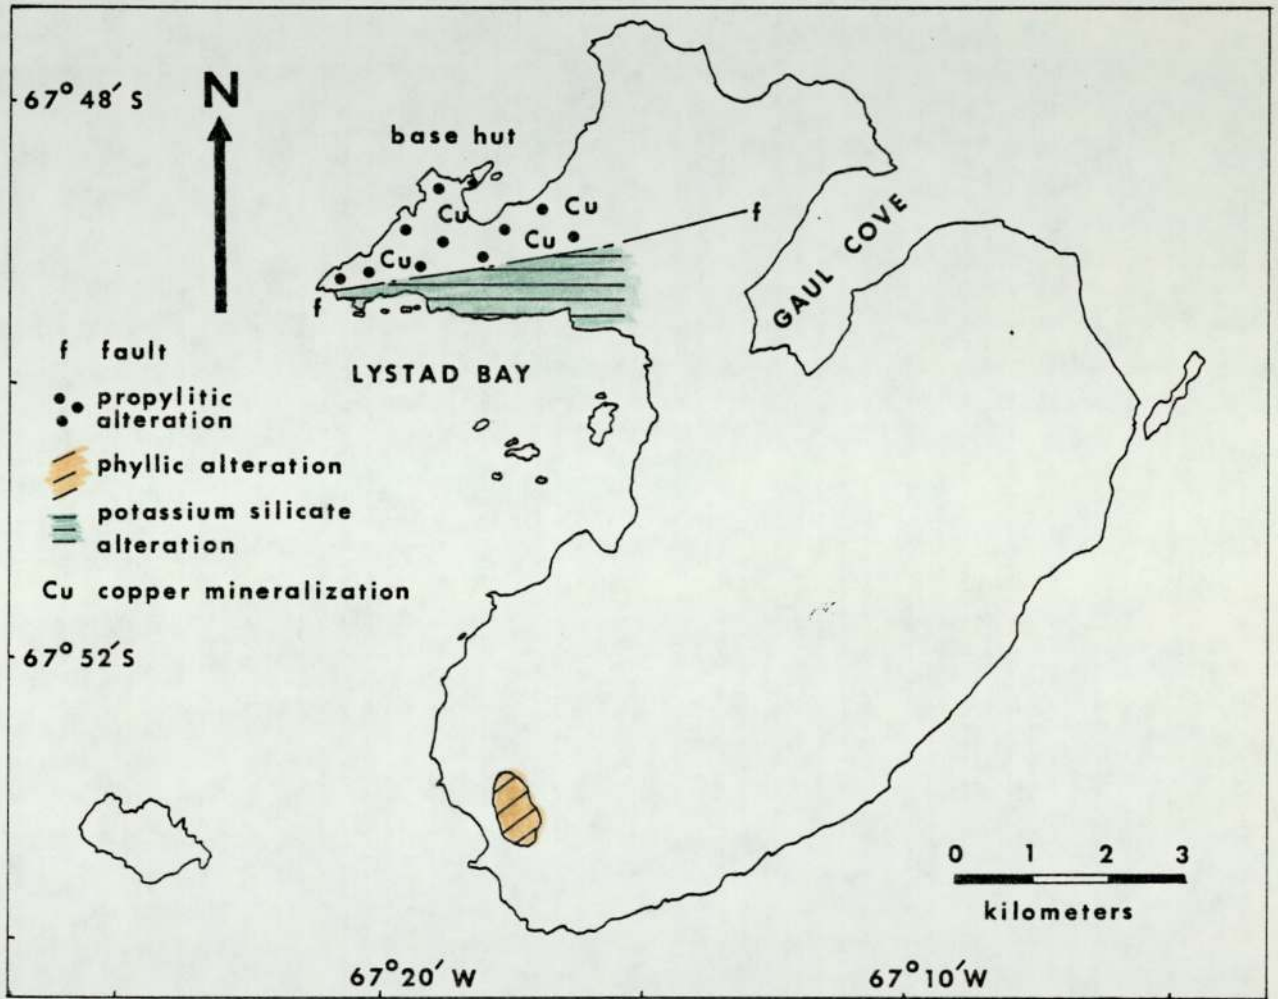 67° 48′ S
N
base hut
Cu
Cu
Cu
f
Cu
GAUL COVE
f
f fault
LYSTAD BAY
propylitic
alteration
phyllic alteration
potassium silicate
alteration
Cu copper mineralization
67° 52′ S
0 1 2 3
kilometers
67° 20′ W
67° 10′ W